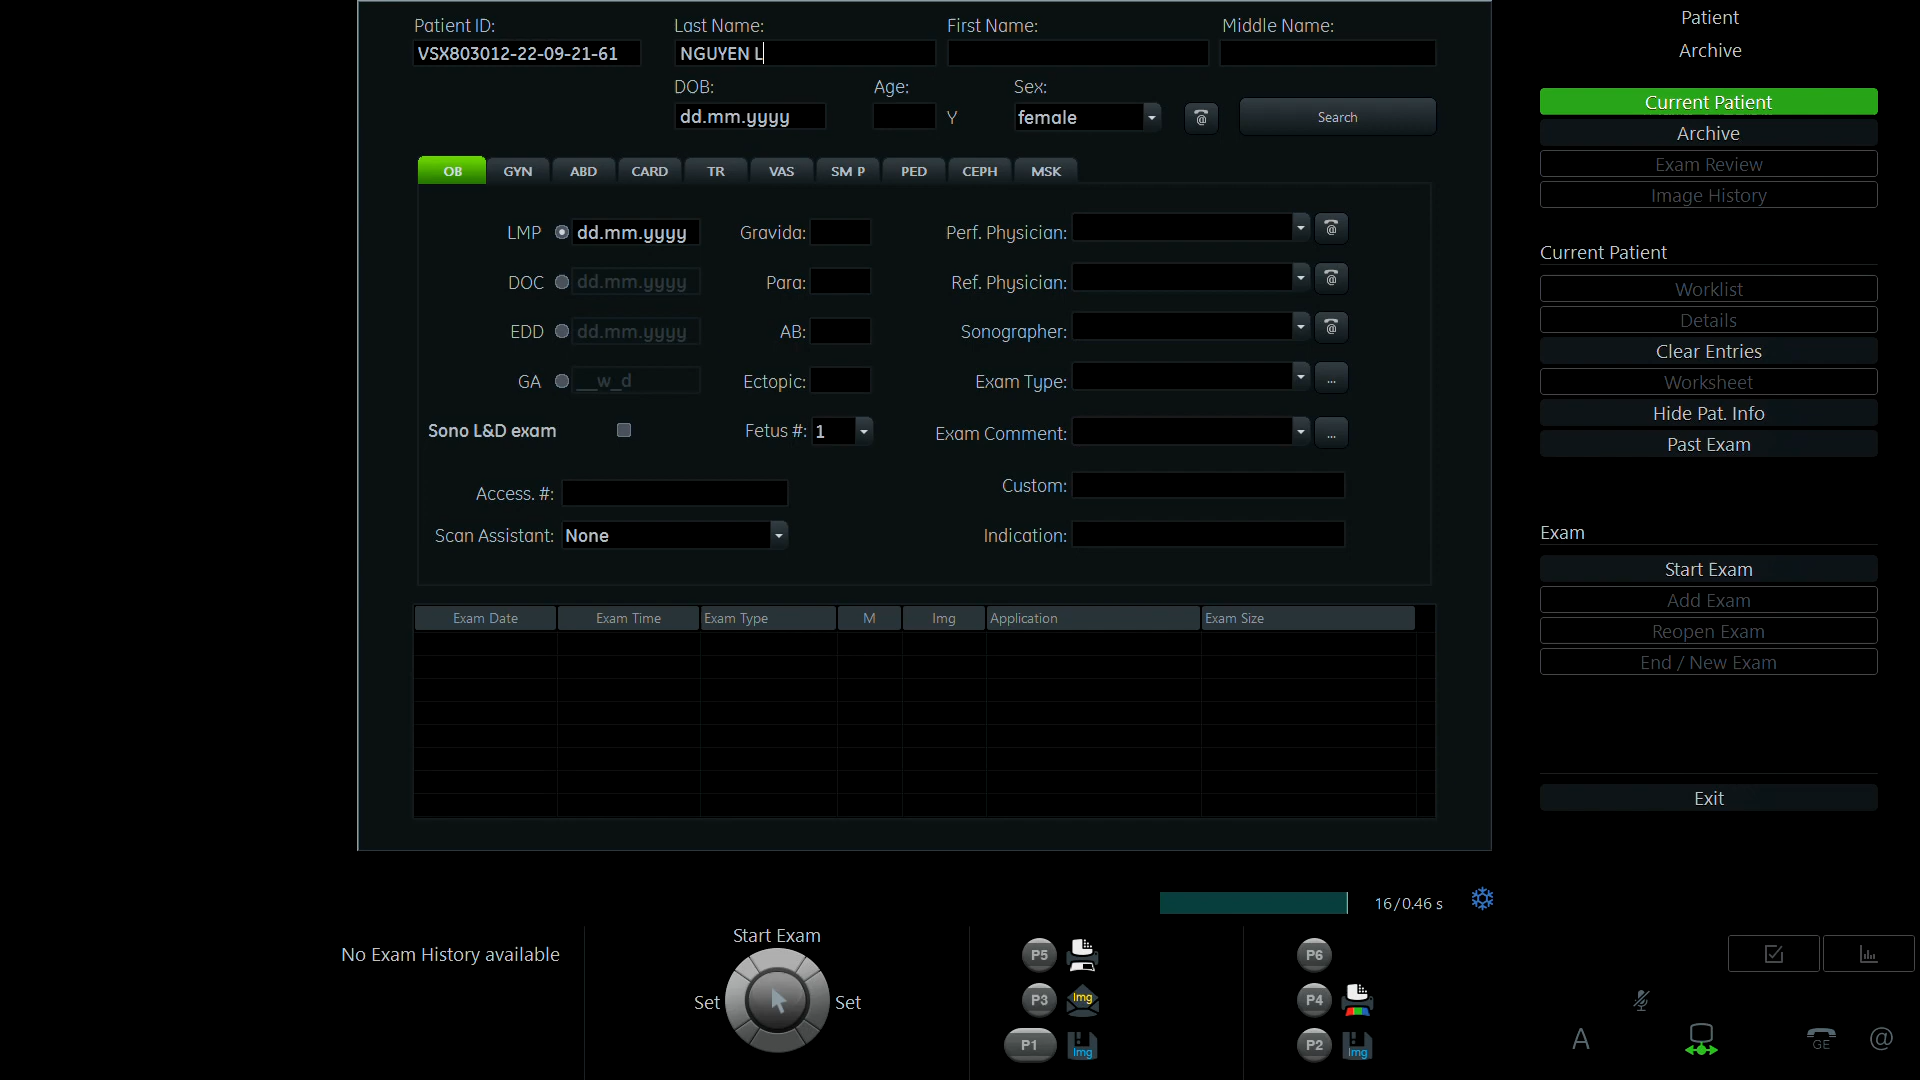 Patient ID: Last Name: First Name: Middle Name:
VSX803012-22-09-21-61 NGUYEN L
DOB: Age: Sex:
dd.mm.yyyy Y female @ Search
OB GYN ABD CARD TR VAS SM P PED CEPH MSK
LMP dd.mm.yyyy Gravida: Perf. Physician: @
DOC dd.mm.yyyy Para: Ref. Physician: @
EDD dd.mm.yyyy AB: Sonographer: @
GA __w_d Ectopic: Exam Type: ...
Sono L&D exam Fetus #: 1 Exam Comment: ...
Access. #: Custom:
Scan Assistant: None Indication:
Exam Date Exam Time Exam Type M Img Application Exam Size
Patient
Archive
Current Patient
Archive
Exam Review
Image History
Current Patient
Worklist
Details
Clear Entries
Worksheet
Hide Pat. Info
Past Exam
Exam
Start Exam
Add Exam
Reopen Exam
End / New Exam
Exit
16/0.46 s
No Exam History available
Start Exam
Set Set
P5 P6
P3 Img P4
P1 Img P2 Img
A GE @